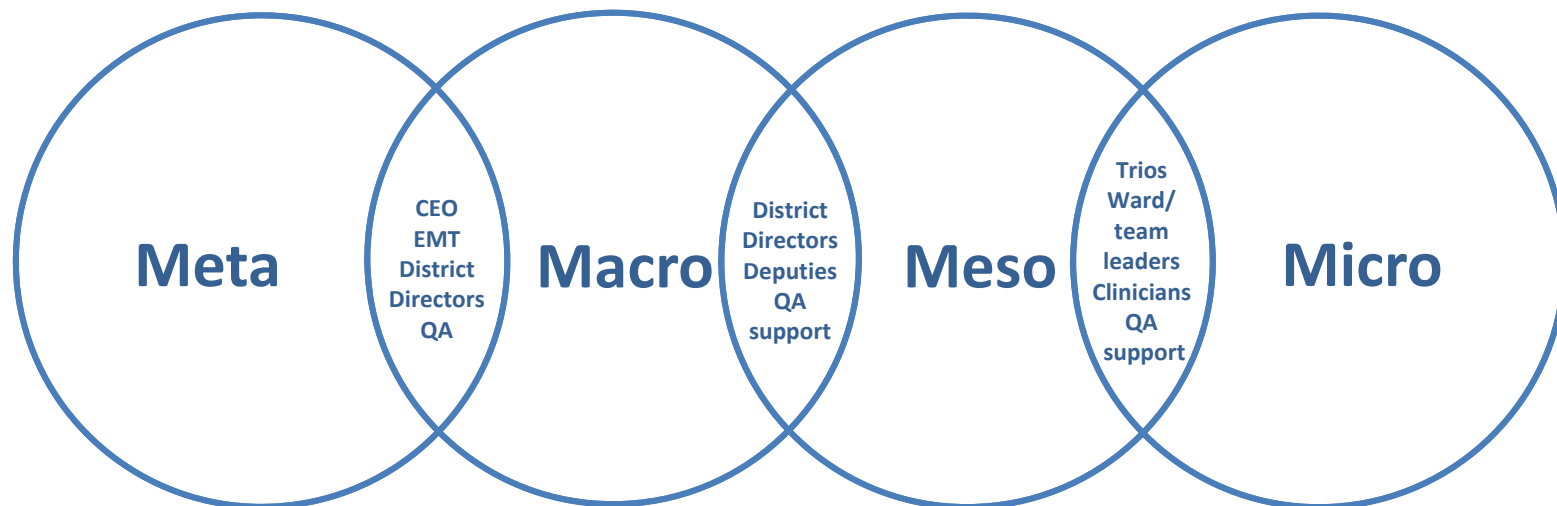 Meta
CEO
EMT
District
Directors
QA
Macro
District
Directors
Deputies
QA
support
Meso
Trios
Ward/
team
leaders
Clinicians
QA
support
Micro